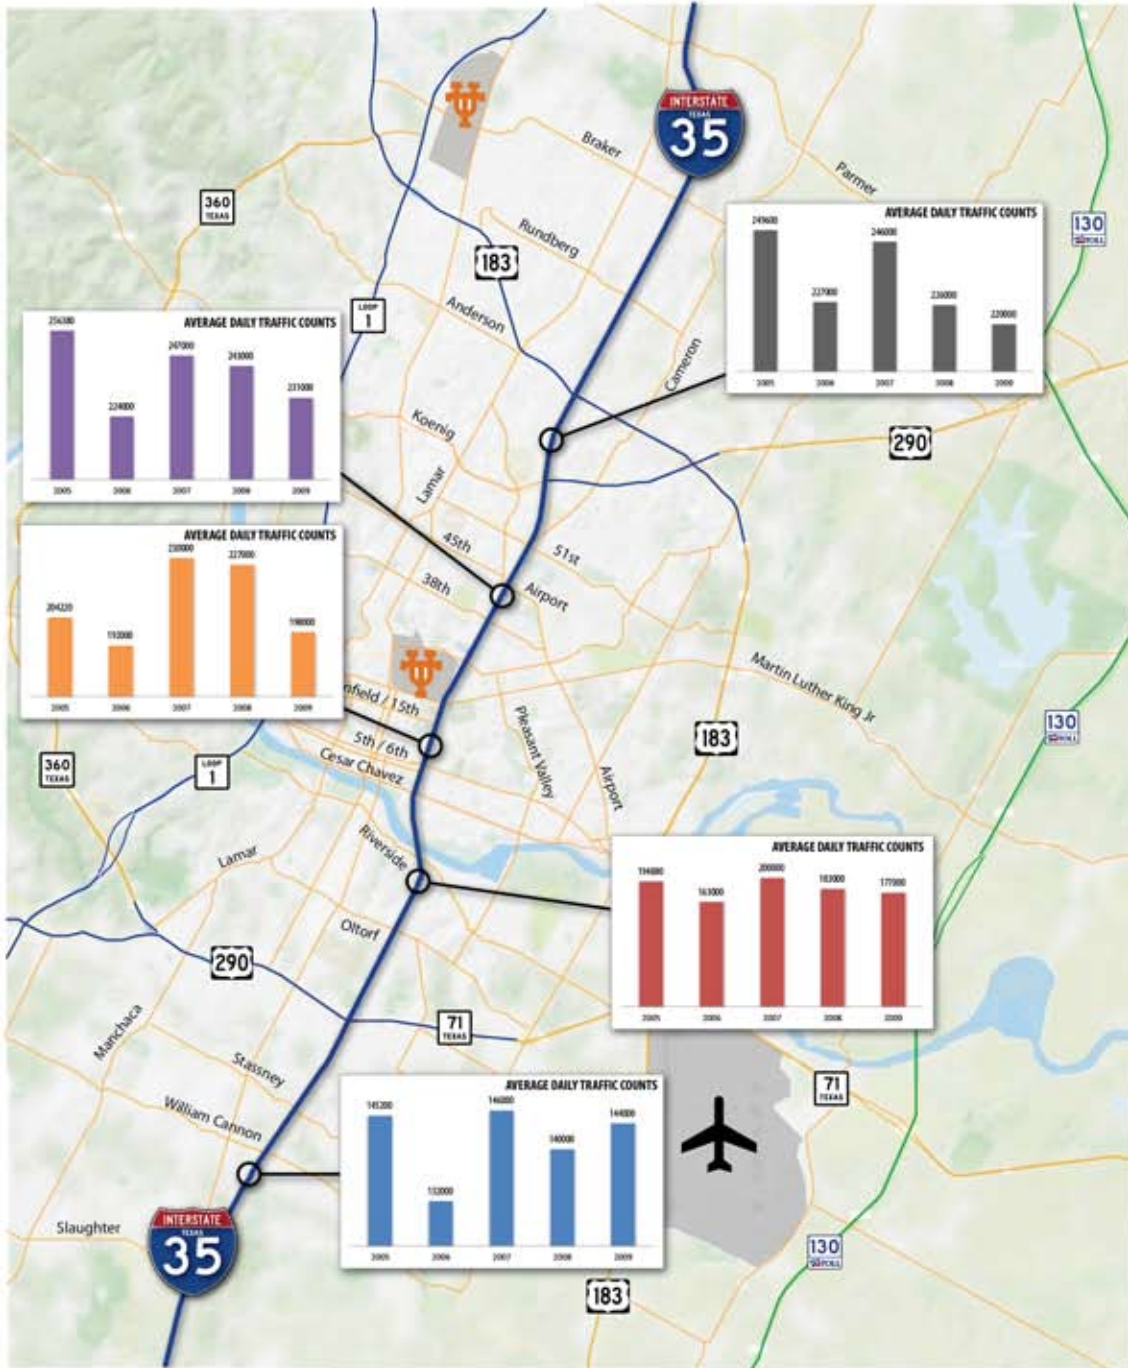 INTERSTATE
TEXAS
35
Braker
Parmer
360
TEXAS
Rundberg
183
130
TOLL
AVERAGE DAILY TRAFFIC COUNTS
249600
227000
246000
226000
220000
2005
2006
2007
2008
2009
LOOP
1
Anderson
Cameron
AVERAGE DAILY TRAFFIC COUNTS
224000
247000
243000
231000
2005
2006
2007
2008
2009
Koenig
290
Lamar
45th
51st
38th
Airport
AVERAGE DAILY TRAFFIC COUNTS
204220
192000
230000
227000
198000
2005
2006
2007
2008
2009
nfield / 15th
5th / 6th
Cesar Chavez
Martin Luther King Jr
Pleasant Valley
Airport
183
130
TOLL
360
TEXAS
LOOP
1
Riverside
Lamar
Oltorf
AVERAGE DAILY TRAFFIC COUNTS
163000
200000
183000
177000
2005
2006
2007
2008
2009
290
71
TEXAS
Manchaca
Stassney
William Cannon
AVERAGE DAILY TRAFFIC COUNTS
145200
132000
146000
140000
144000
2005
2006
2007
2008
2009
71
TEXAS
Slaughter
INTERSTATE
TEXAS
35
130
TOLL
183